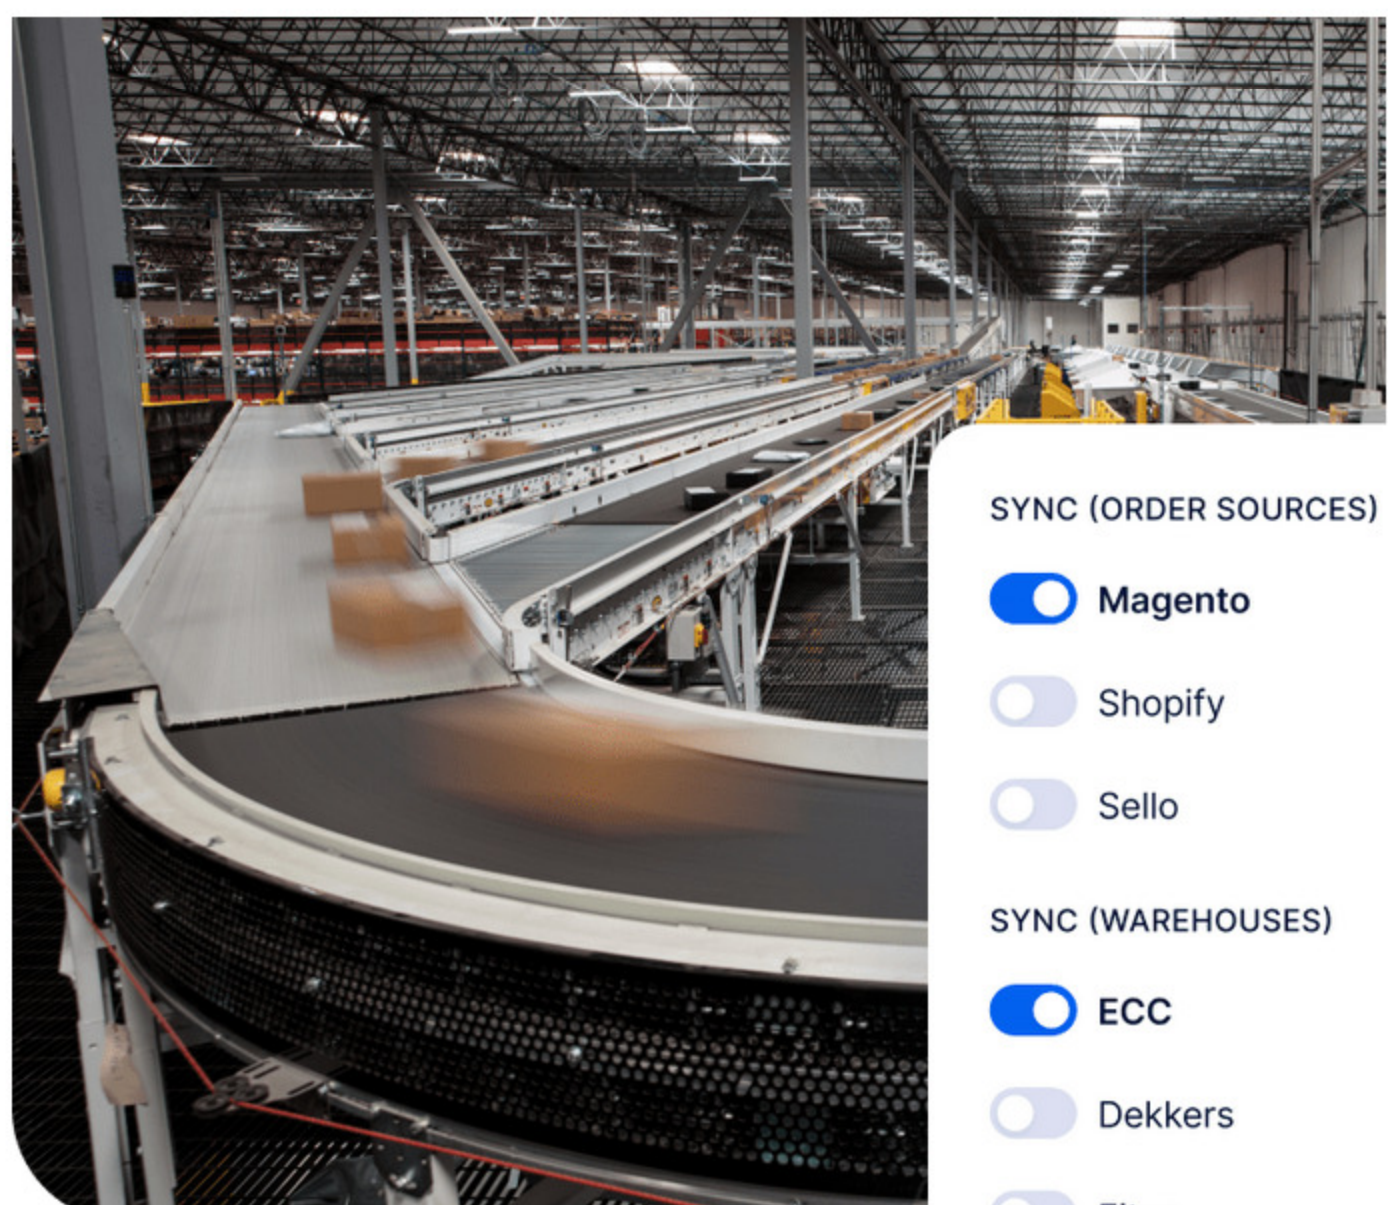 SYNC (ORDER SOURCES)
Magento
Shopify
Sello
SYNC (WAREHOUSES)
ECC
Dekkers